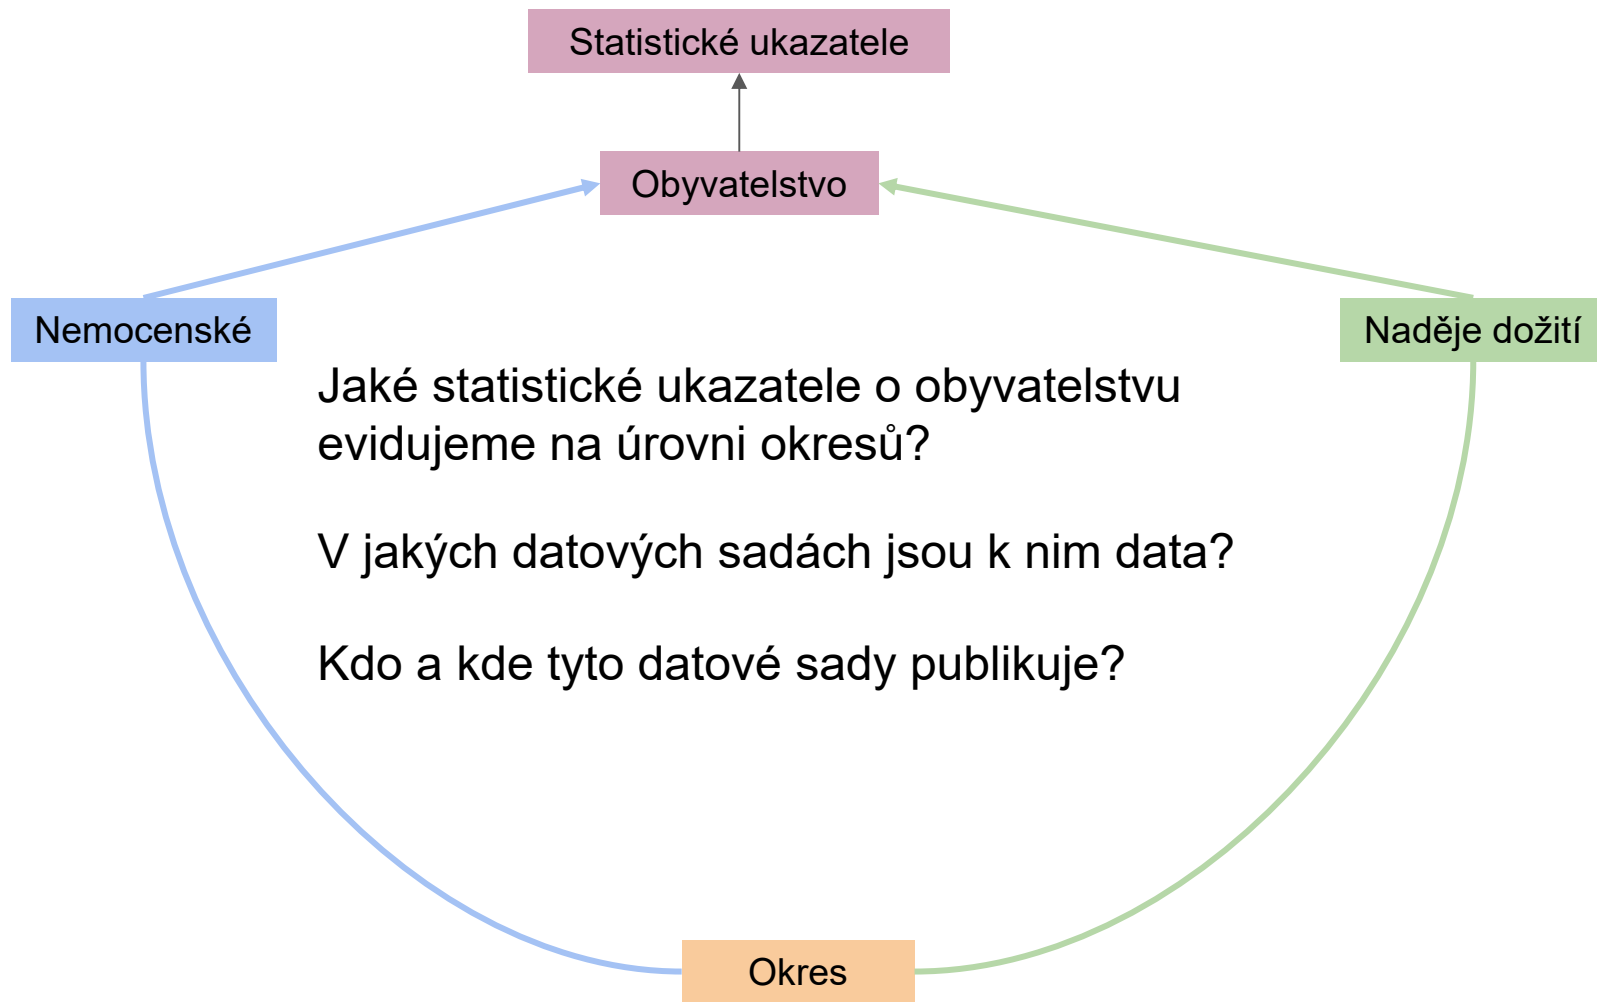 Statistické ukazatele
Obyvatelstvo
Nemocenské
Naděje dožití
Jaké statistické ukazatele o obyvatelstvu
evidujeme na úrovni okresů?
V jakých datových sadách jsou k nim data?
Kdo a kde tyto datové sady publikuje?
Okres